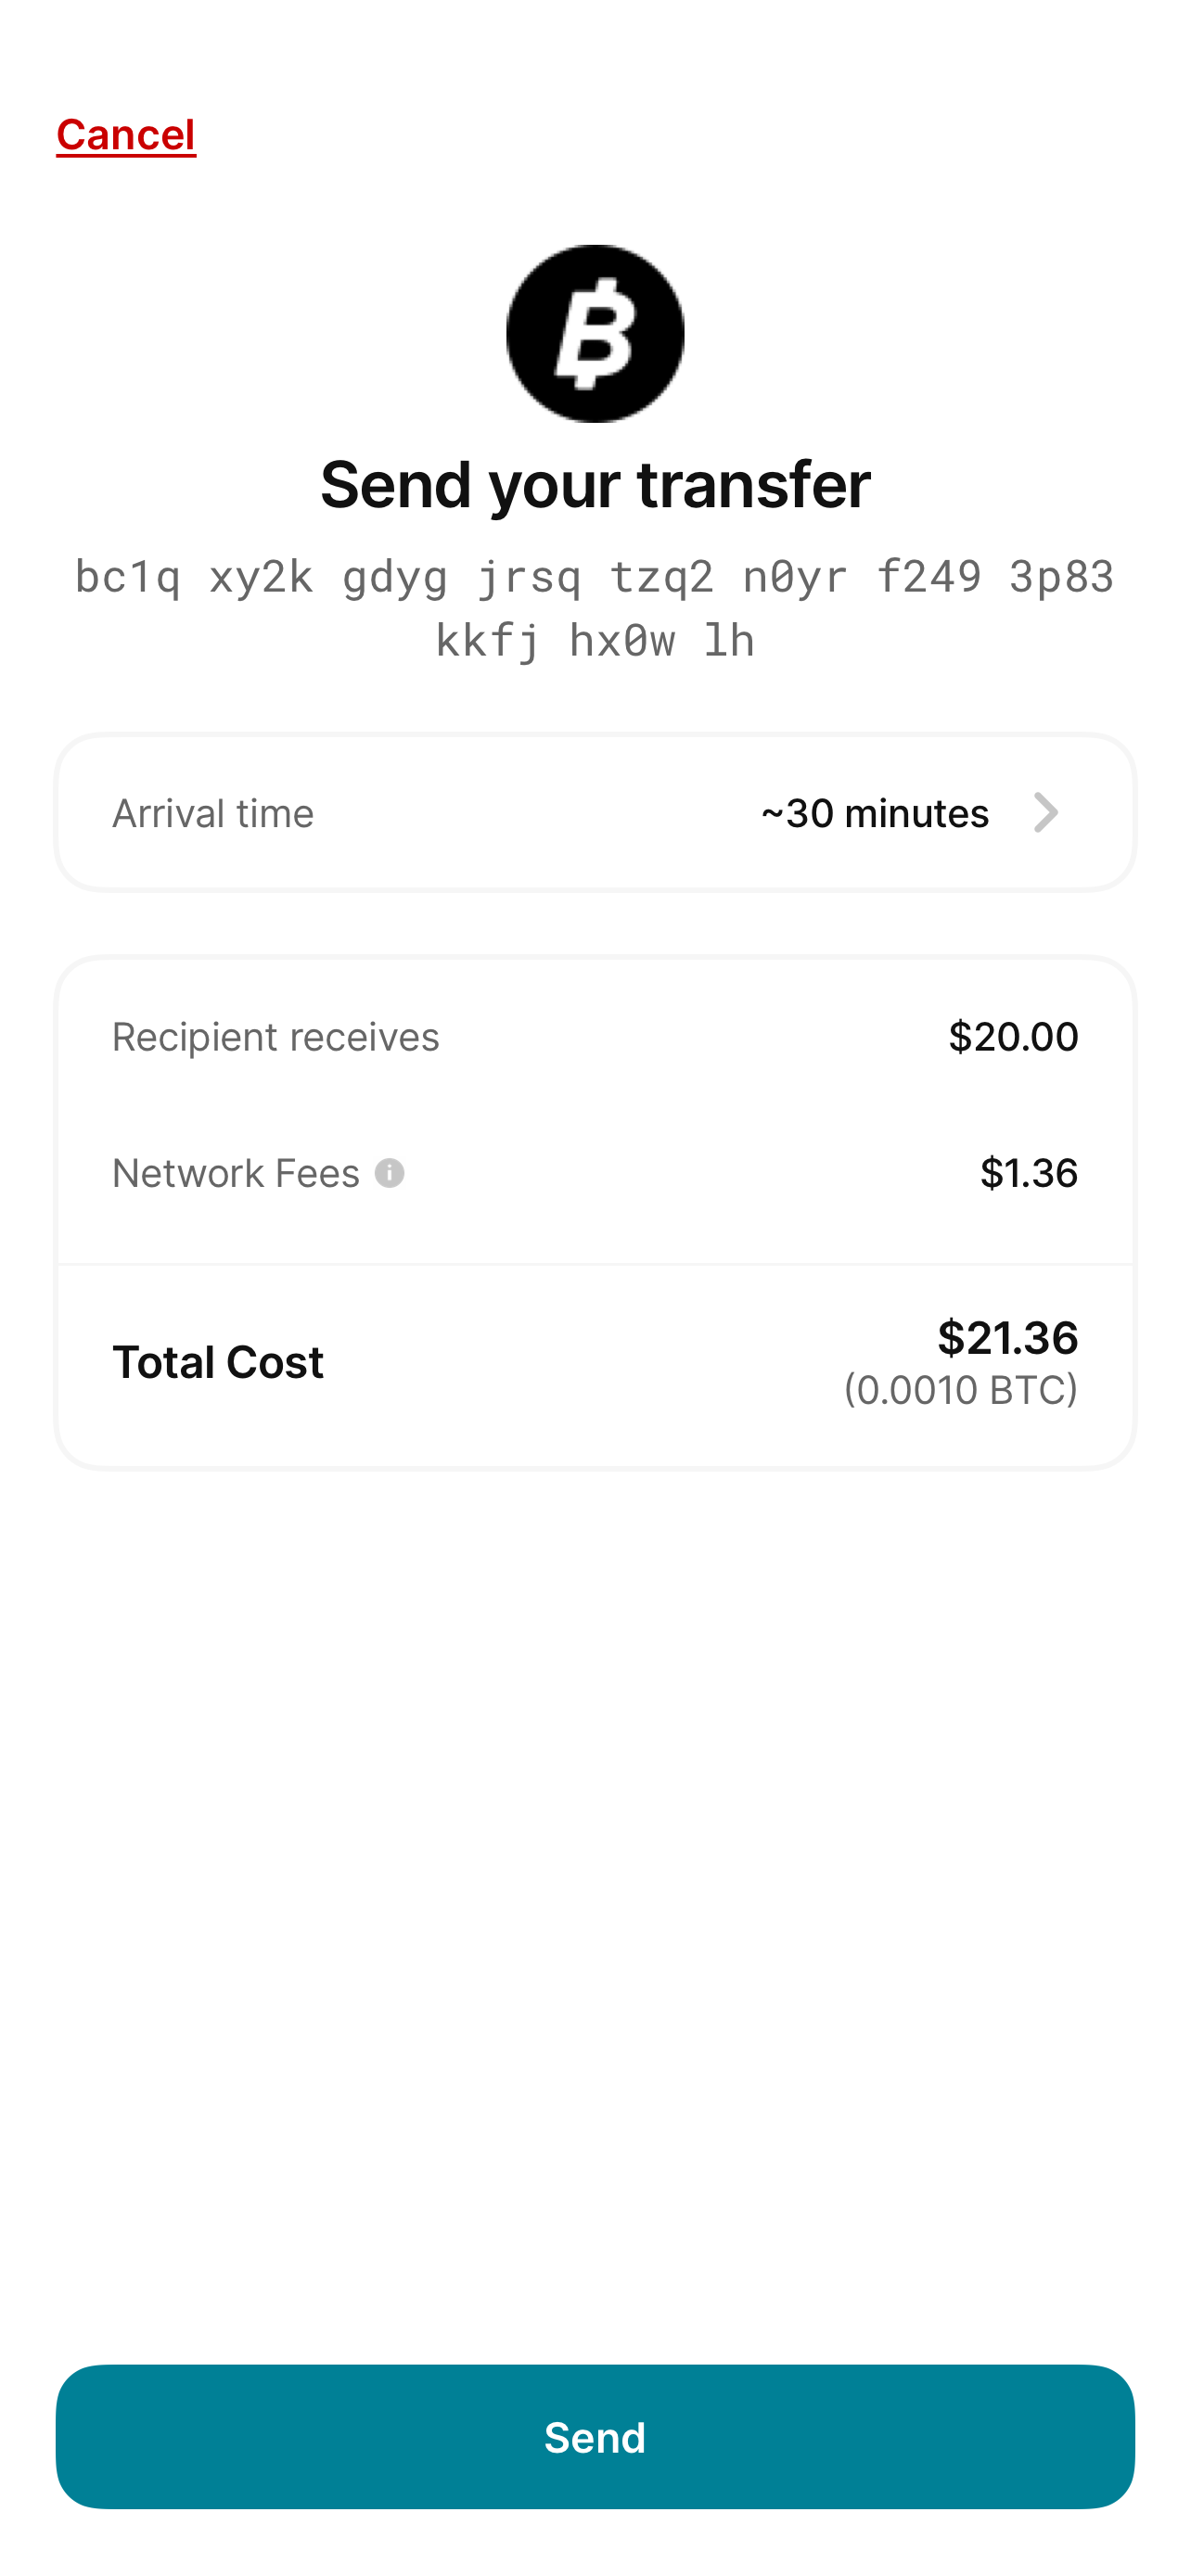 Cancel
Send your transfer
bc1q xy2k gdyg jrsq tzq2 n0yr f249 3p83
kkfj hx0w lh
Arrival time ~30 minutes
Recipient receives $20.00
Network Fees $1.36
Total Cost $21.36
(0.0010 BTC)
Send